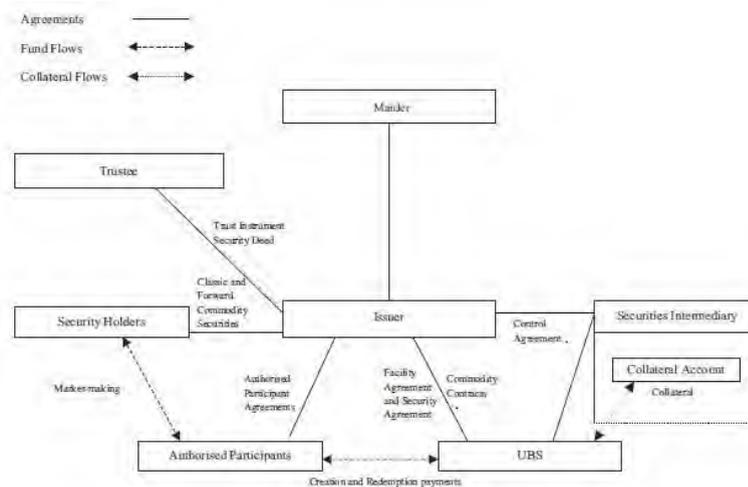 Agreements
Fund Flows
Collateral Flows
Manler
Trustee
Trust Instrument
Security Deed
Classic and
Forward
Commodity
Securities
Security Holders
Issuer
Securities Intermediary
Control
Agreement
Collateral Account
Collateral
Market-making
Authorised
Participant
Agreements
Facility
Agreement
and Security
Agreement
Commodity
Contracts
Authorised Participants
UBS
Creation and Redemption payments